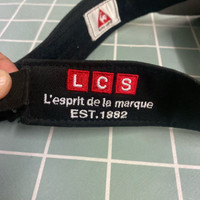 LCS
L'esprit de la marque
EST.1882